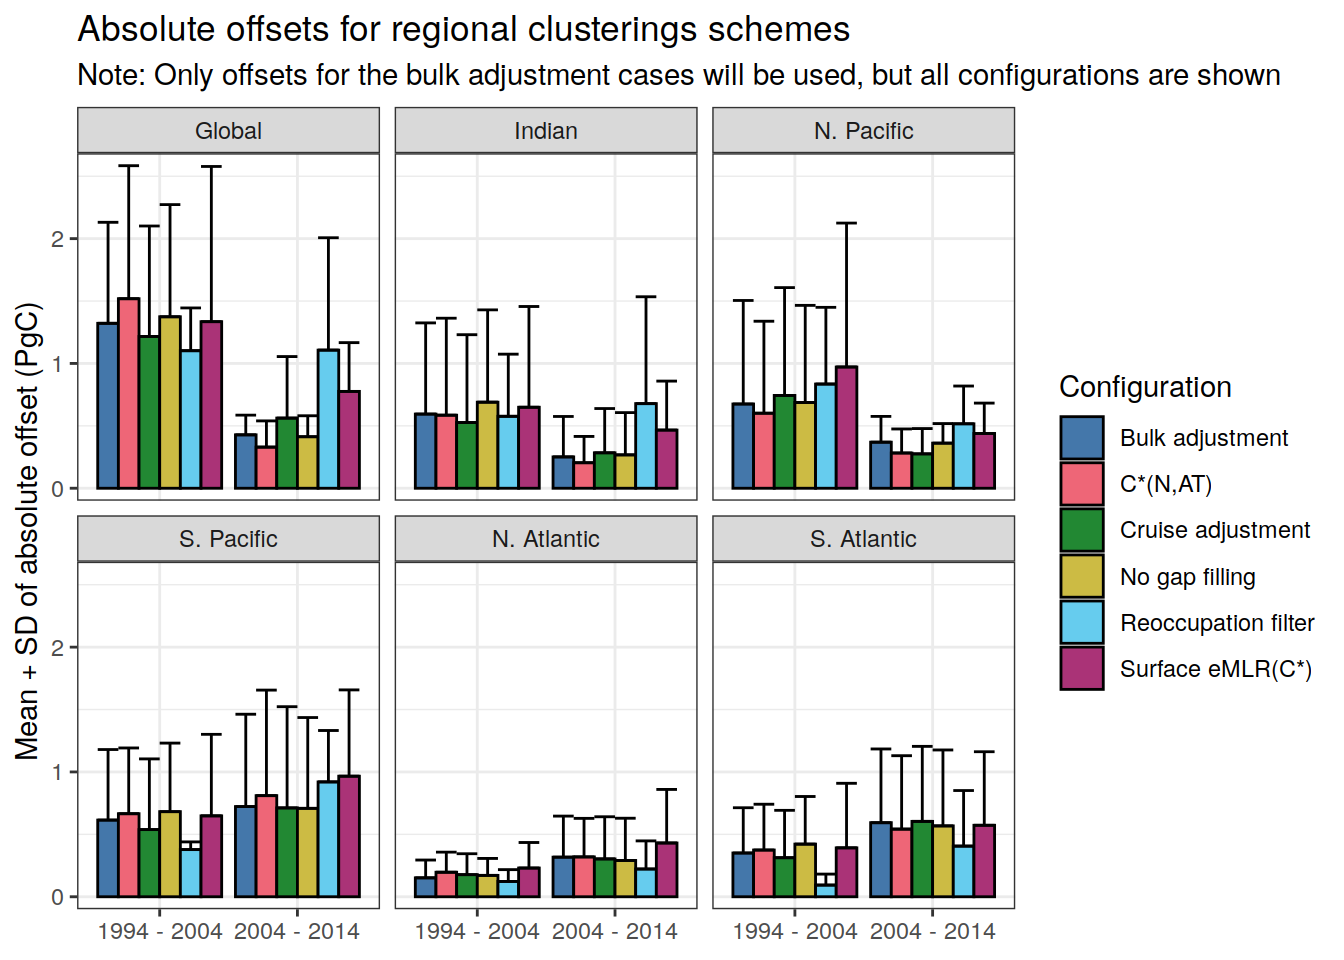 Absolute offsets for regional clusterings schemes
Note: Only offsets for the bulk adjustment cases will be used, but all configurations are shown
Global
Indian
N. Pacific
2
1
0
S. Pacific
N. Atlantic
S. Atlantic
2
1
0
1994 - 2004
2004 - 2014
1994 - 2004
2004 - 2014
1994 - 2004
2004 - 2014
Mean + SD of absolute offset (PgC)
Configuration
Bulk adjustment
C*(N,AT)
Cruise adjustment
No gap filling
Reoccupation filter
Surface eMLR(C*)